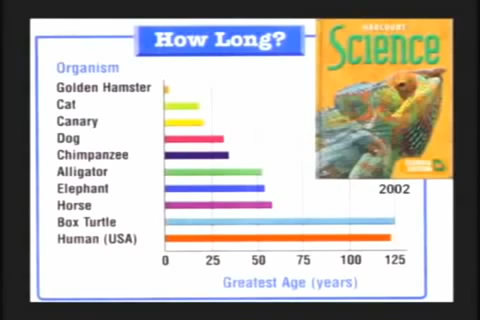 How Long?
HARCOURT
Science
Organism
Golden Hamster
Cat
Canary
Dog
Chimpanzee
Alligator
Elephant
Horse
Box Turtle
Human (USA)
2002
0 25 50 75 100 125
Greatest Age (years)